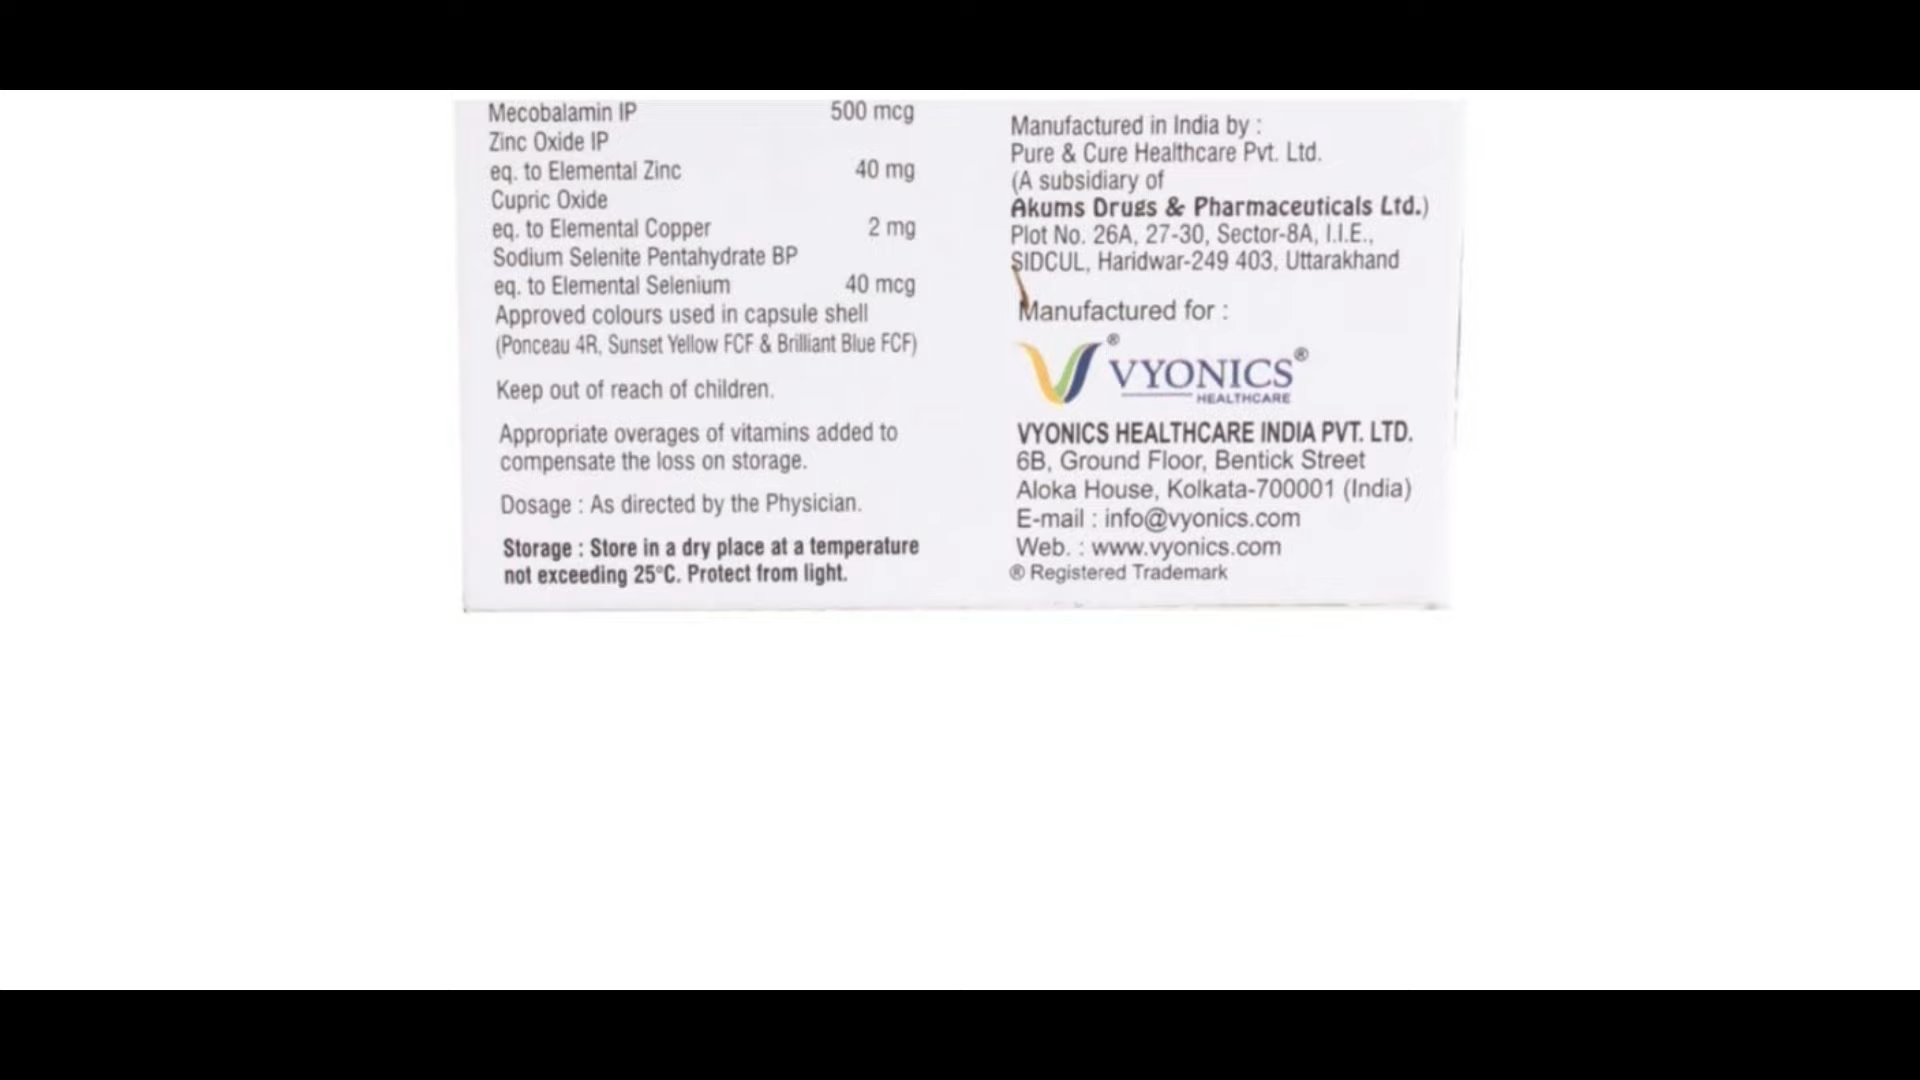 Mecobalamin IP 500 mcg
Zinc Oxide IP
eq. to Elemental Zinc 40 mg
Cupric Oxide
eq. to Elemental Copper 2 mg
Sodium Selenite Pentahydrate BP
eq. to Elemental Selenium 40 mcg
Approved colours used in capsule shell
(Ponceau 4R, Sunset Yellow FCF & Brilliant Blue FCF)
Keep out of reach of children.
Appropriate overages of vitamins added to
compensate the loss on storage.
Dosage : As directed by the Physician.
Storage : Store in a dry place at a temperature
not exceeding 25°C. Protect from light.
Manufactured in India by :
Pure & Cure Healthcare Pvt. Ltd.
(A subsidiary of
Akums Drugs & Pharmaceuticals Ltd.)
Plot No. 26A, 27-30, Sector-8A, I.I.E.,
SIDCUL, Haridwar-249 403, Uttarakhand
Manufactured for :
® VYONICS®
HEALTHCARE
VYONICS HEALTHCARE INDIA PVT. LTD.
6B, Ground Floor, Bentick Street
Aloka House, Kolkata-700001 (India)
E-mail : info@vyonics.com
Web. : www.vyonics.com
® Registered Trademark